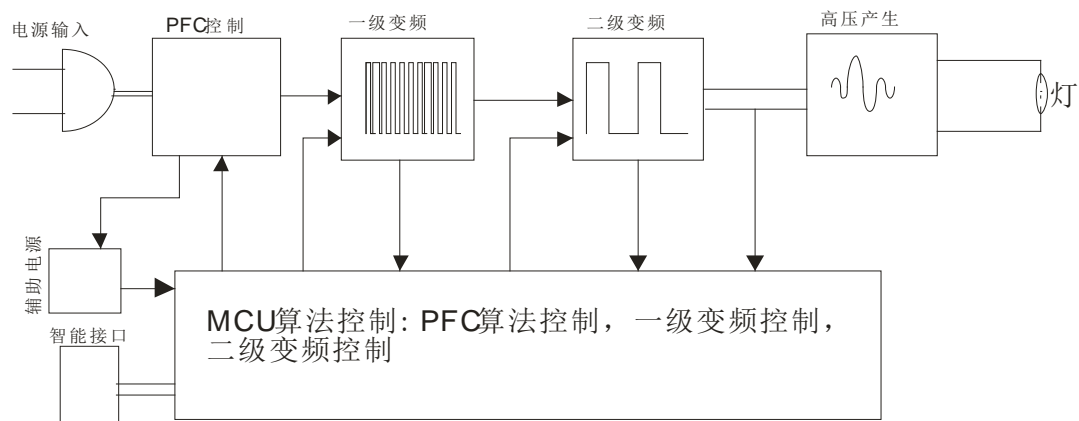 电源输入
PFC控制
一级变频
二级变频
高压产生
灯
辅助电源
智能接口
MCU算法控制: PFC算法控制，一级变频控制，
二级变频控制